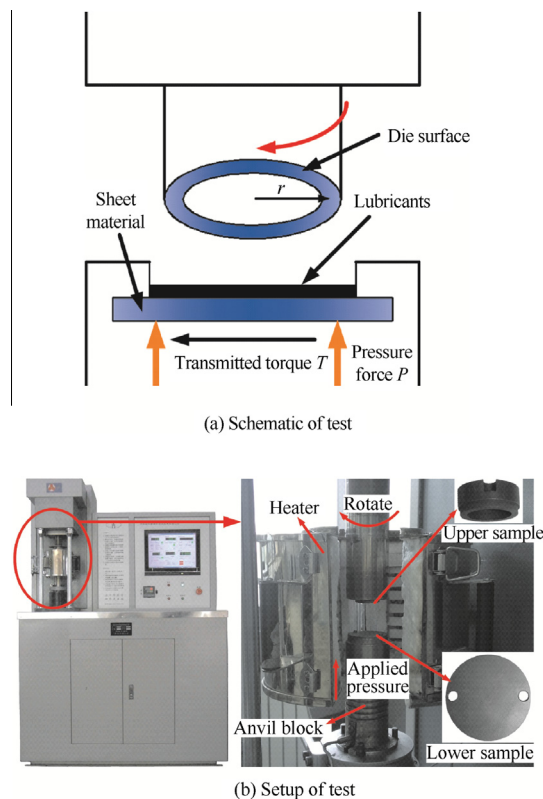 Die surface
r
Sheet
material
Lubricants
Transmitted torque T
Pressure
force P
(a) Schematic of test
Heater
Rotate
Upper sample
Applied
pressure
Anvil block
Lower sample
(b) Setup of test